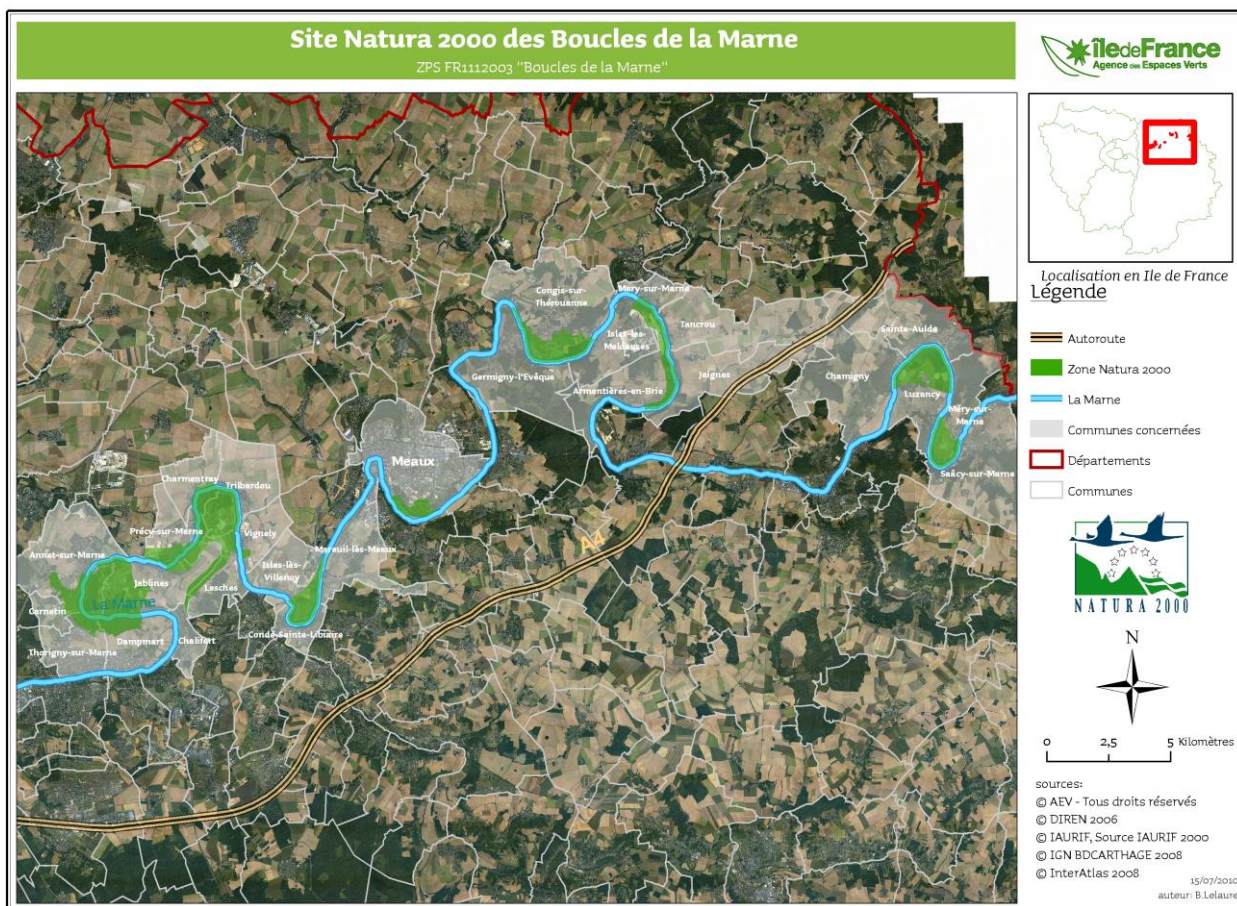 Site Natura 2000 des Boucles de la Marne
ZPS FR1112003 "Boucles de la Marne"
îledeFrance
Agence des Espaces Verts
Localisation en Ile de France
Légende
Autoroute
Zone Natura 2000
La Marne
Communes concernées
Départements
Communes
NATURA 2000
N
0 2,5 5 Kilomètres
sources:
© AEV - Tous droits réservés
© DIREN 2006
© IAURIF, Source IAURIF 2000
© IGN BDCARTHAGE 2008
© InterAtlas 2008
15/07/2010
auteur: B.Lelaure
Congis-sur-
Thérouanne
Mary-sur-Marne
Isles-les-
Meldeuses
Tancrou
Germigny-l'Evêque
Armentières-en-Brie
Jaignes
Sainte-Aulde
Chamigny
Luzancy
Méry-sur-
Marne
Saâcy-sur-Marne
Meaux
Charmentray
Trilbardou
Précy-sur-Marne
Vignely
Mareuil-lès-Meaux
Isles-lès-
Villenoy
Annet-sur-Marne
Jablines
Lesches
La Marne
Carnetin
Dampmart
Chalifert
Condé-Sainte-Libiaire
Thorigny-sur-Marne
A4